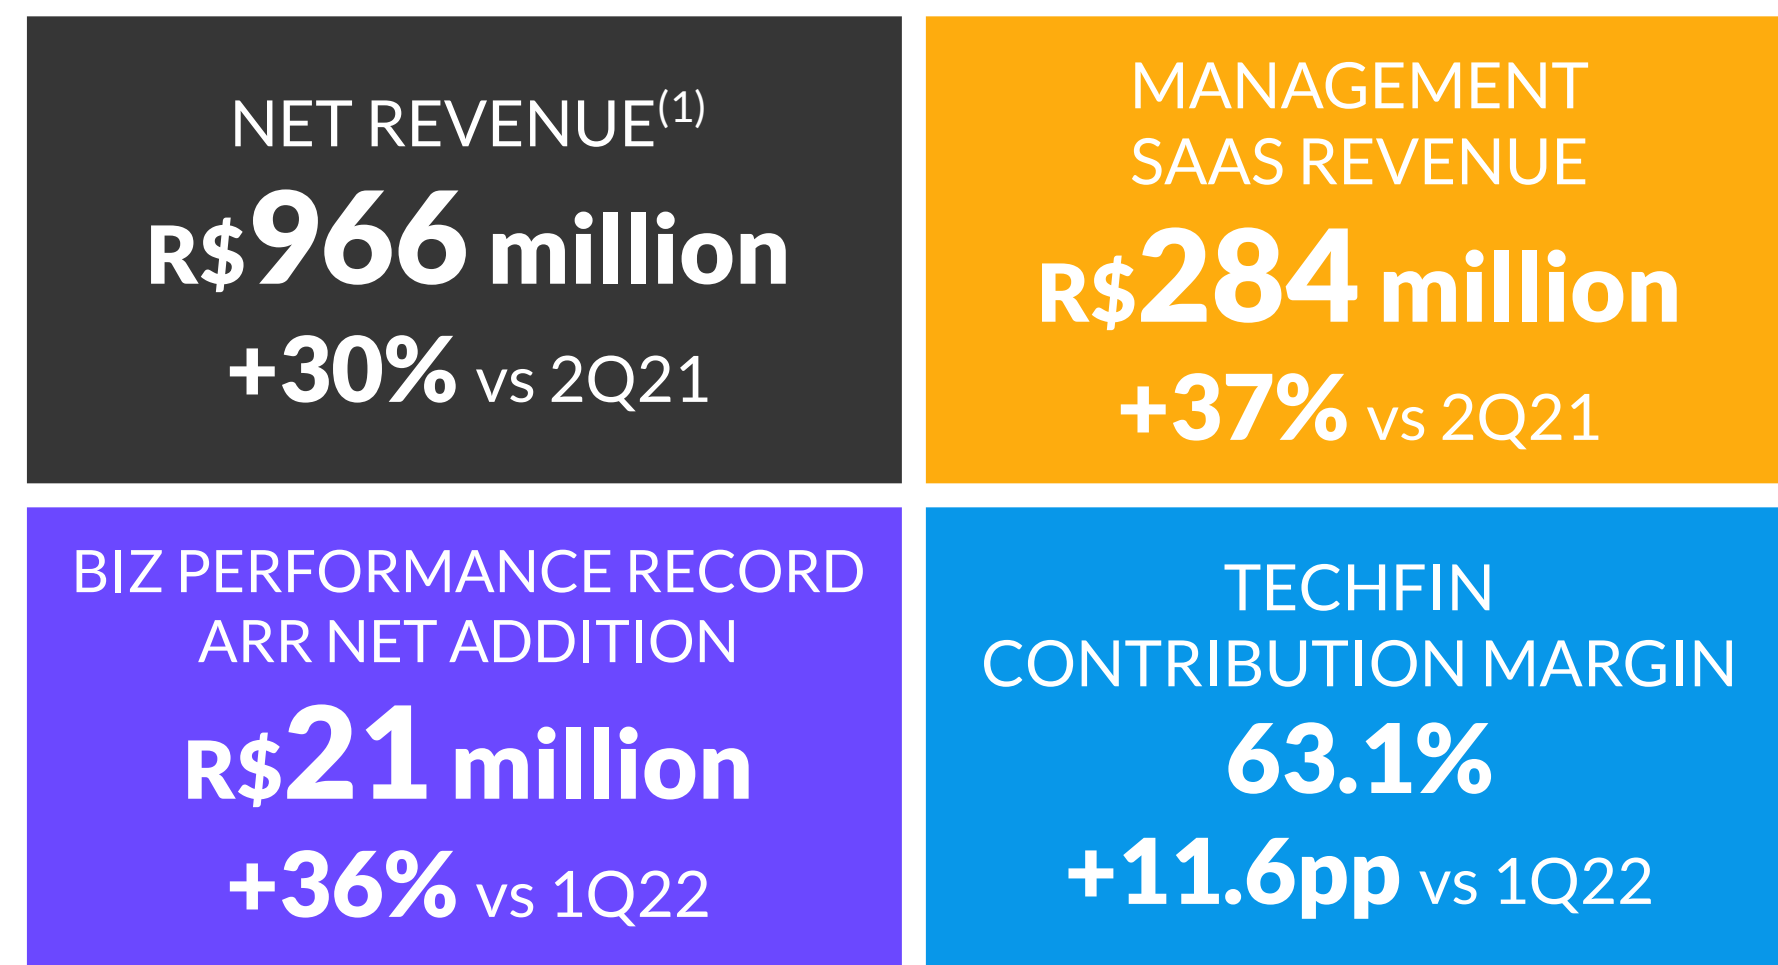 NET REVENUE(1)
R$966 million
+30% vs 2Q21
MANAGEMENT
SAAS REVENUE
R$284 million
+37% vs 2Q21
BIZ PERFORMANCE RECORD
ARR NET ADDITION
R$21 million
+36% vs 1Q22
TECHFIN
CONTRIBUTION MARGIN
63.1%
+11.6pp vs 1Q22